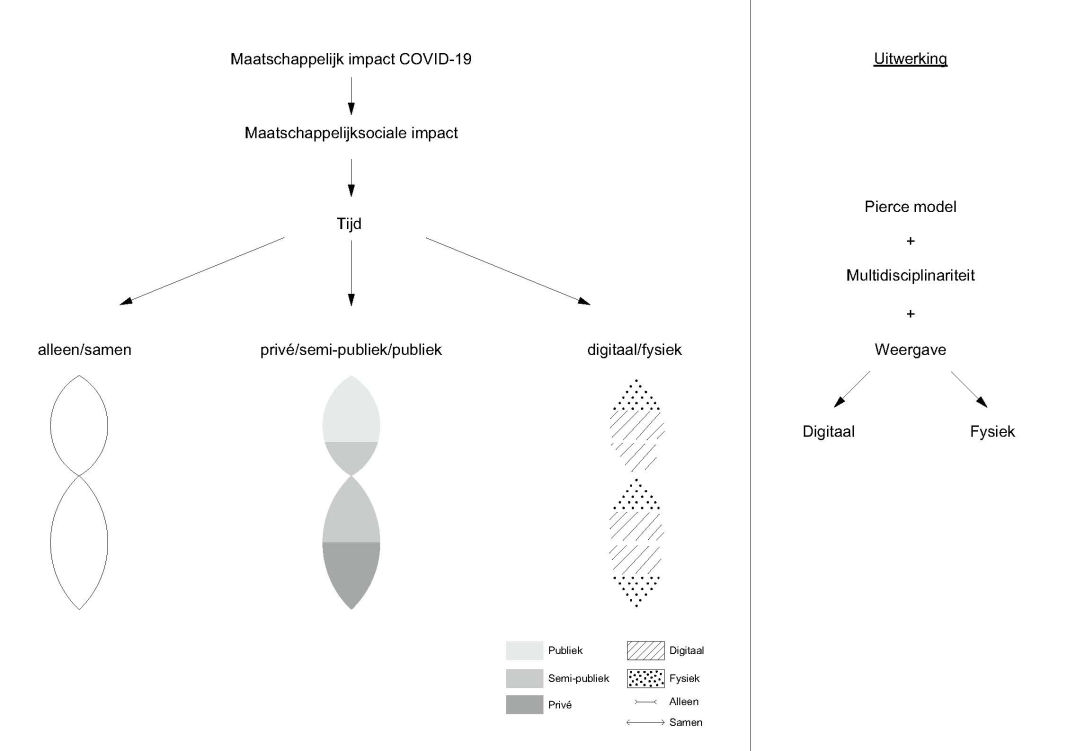 Maatschappelijk impact COVID-19
Maatschappelijksociale impact
Tijd
alleen/samen
privé/semi-publiek/publiek
digitaal/fysiek
Publiek
Semi-publiek
Privé
Digitaal
Fysiek
Alleen
Samen
Uitwerking
Pierce model
+
Multidisciplinariteit
+
Weergave
Digitaal
Fysiek